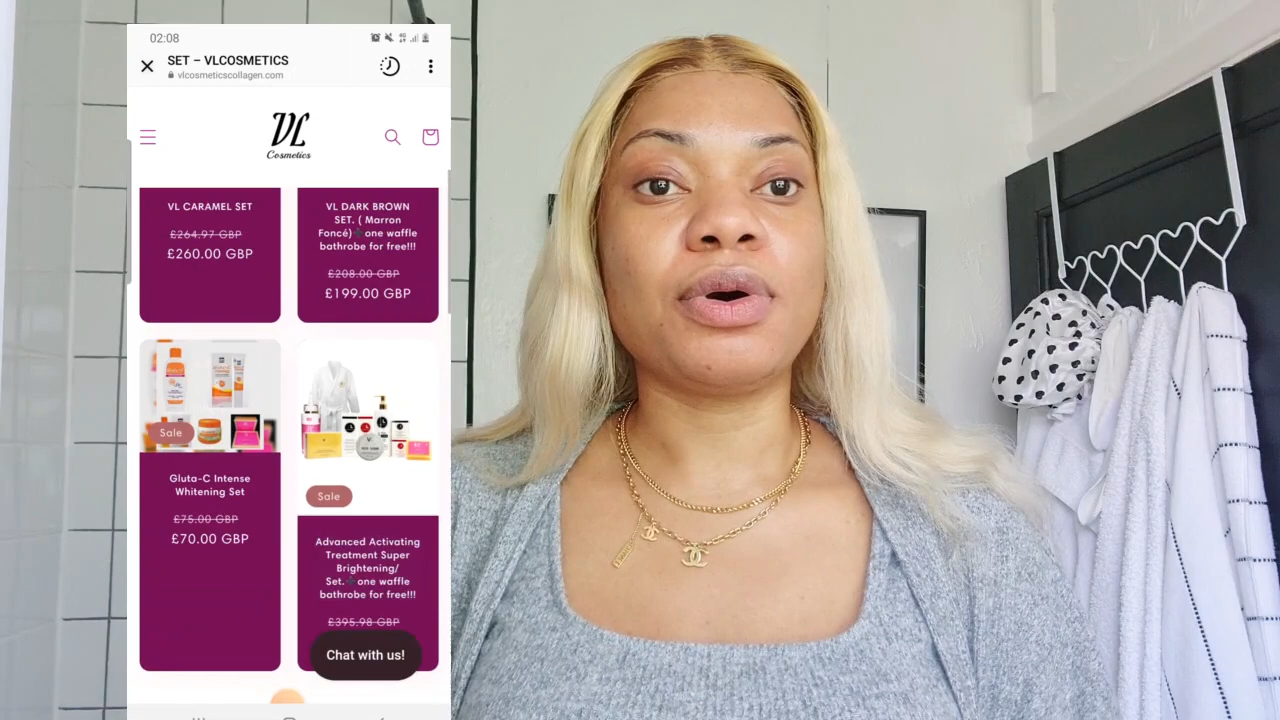 02:08
SET – VLCOSMETICS
vlcosmeticscollagen.com
VL
Cosmetics
VL CARAMEL SET
£264.97 GBP
£260.00 GBP
VL DARK BROWN
SET. ( Marron
Foncé)➕one waffle
bathrobe for free!!!
£208.00 GBP
£199.00 GBP
Sale
Gluta-C Intense
Whitening Set
£75.00 GBP
£70.00 GBP
Sale
Advanced Activating
Treatment Super
Brightening/
Set.➕one waffle
bathrobe for free!!!
£395.98 GBP
Chat with us!